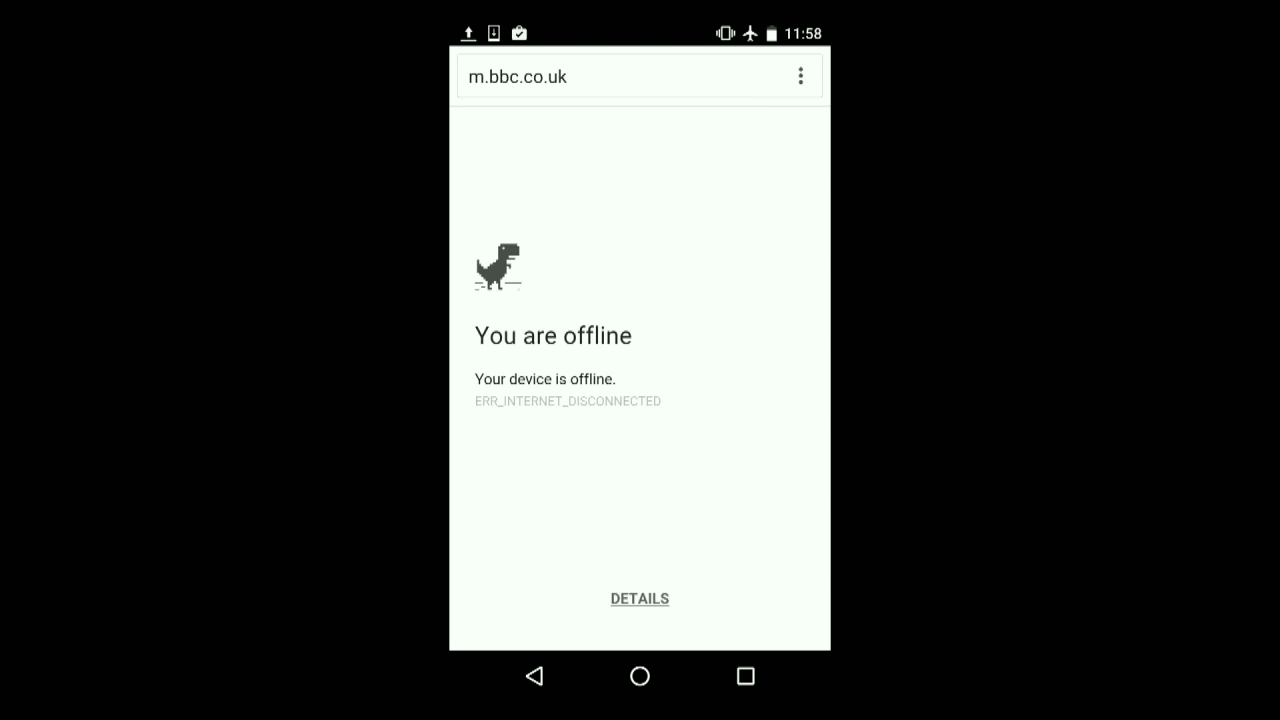 11:58
m.bbc.co.uk
You are offline
Your device is offline.
ERR_INTERNET_DISCONNECTED
DETAILS